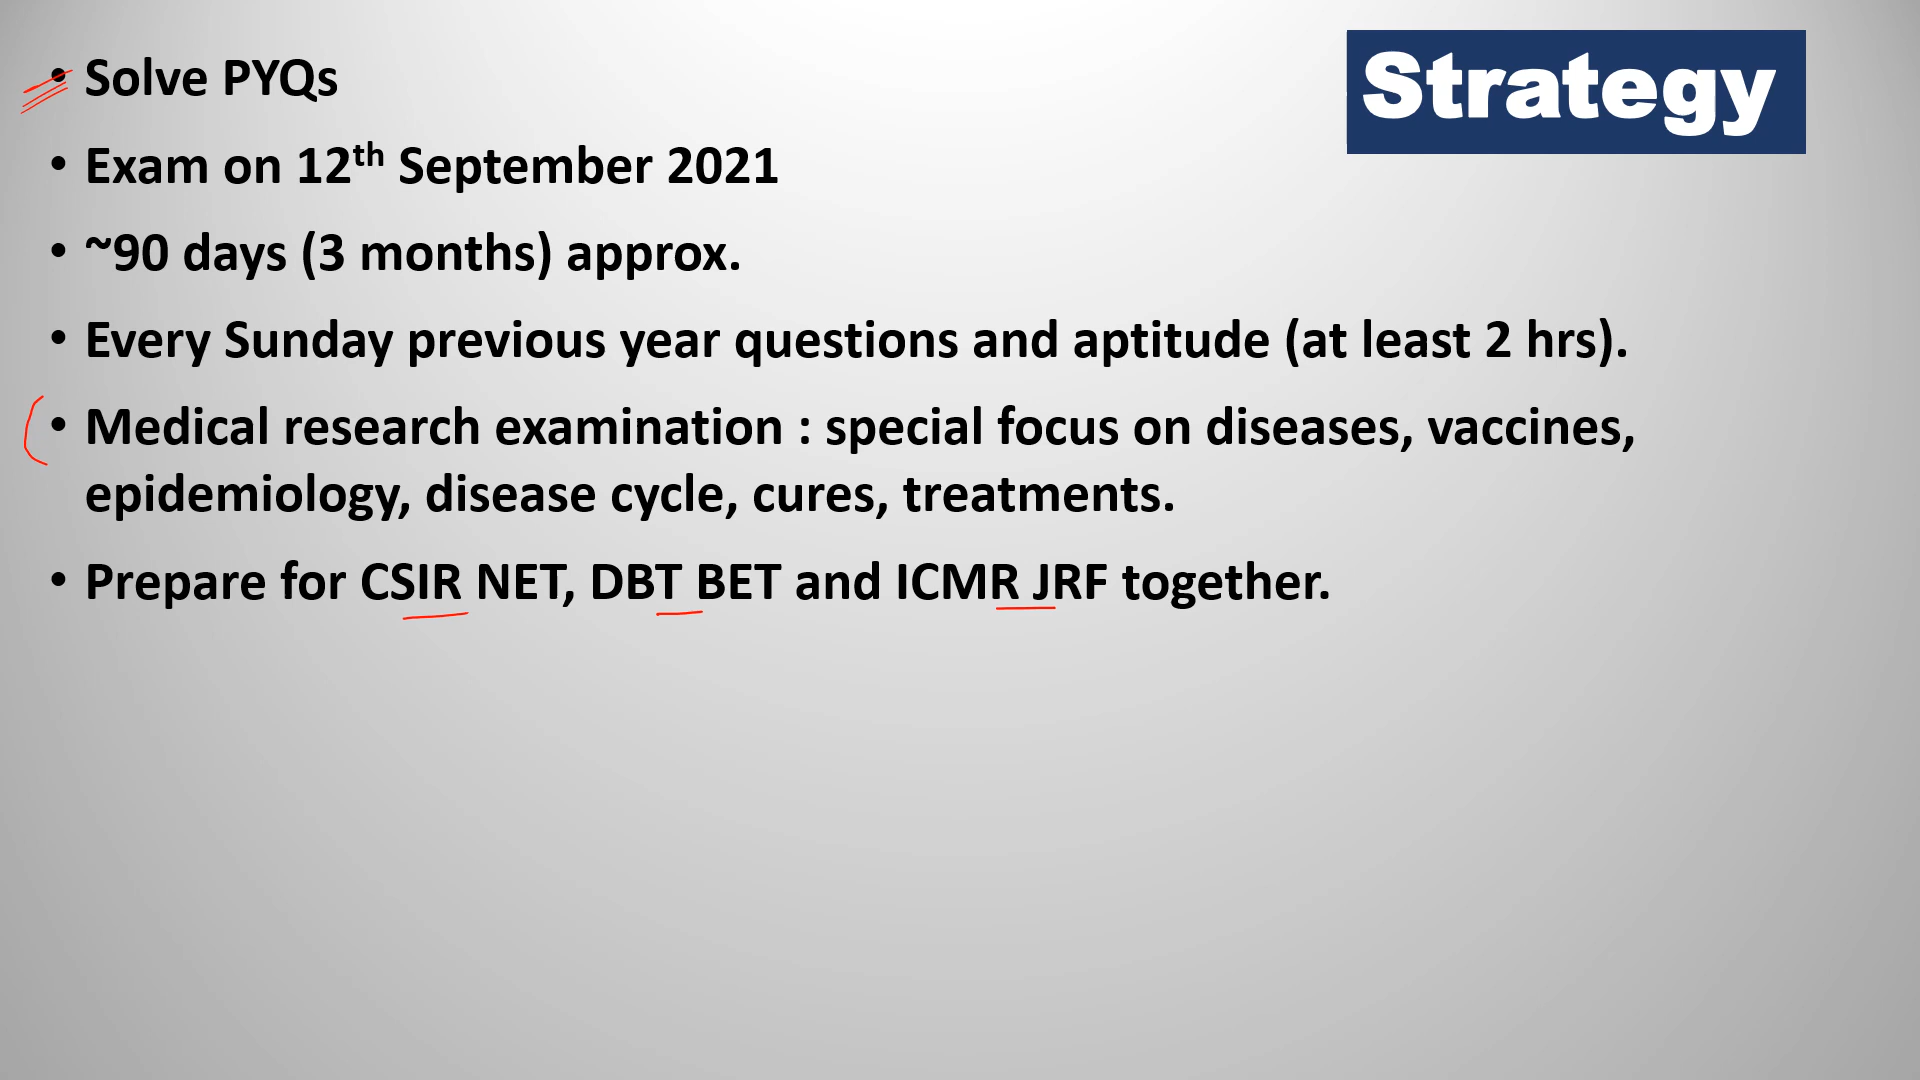 Strategy
• Solve PYQs
• Exam on 12th September 2021
• ~90 days (3 months) approx.
• Every Sunday previous year questions and aptitude (at least 2 hrs).
• Medical research examination : special focus on diseases, vaccines,
epidemiology, disease cycle, cures, treatments.
• Prepare for CSIR NET, DBT BET and ICMR JRF together.